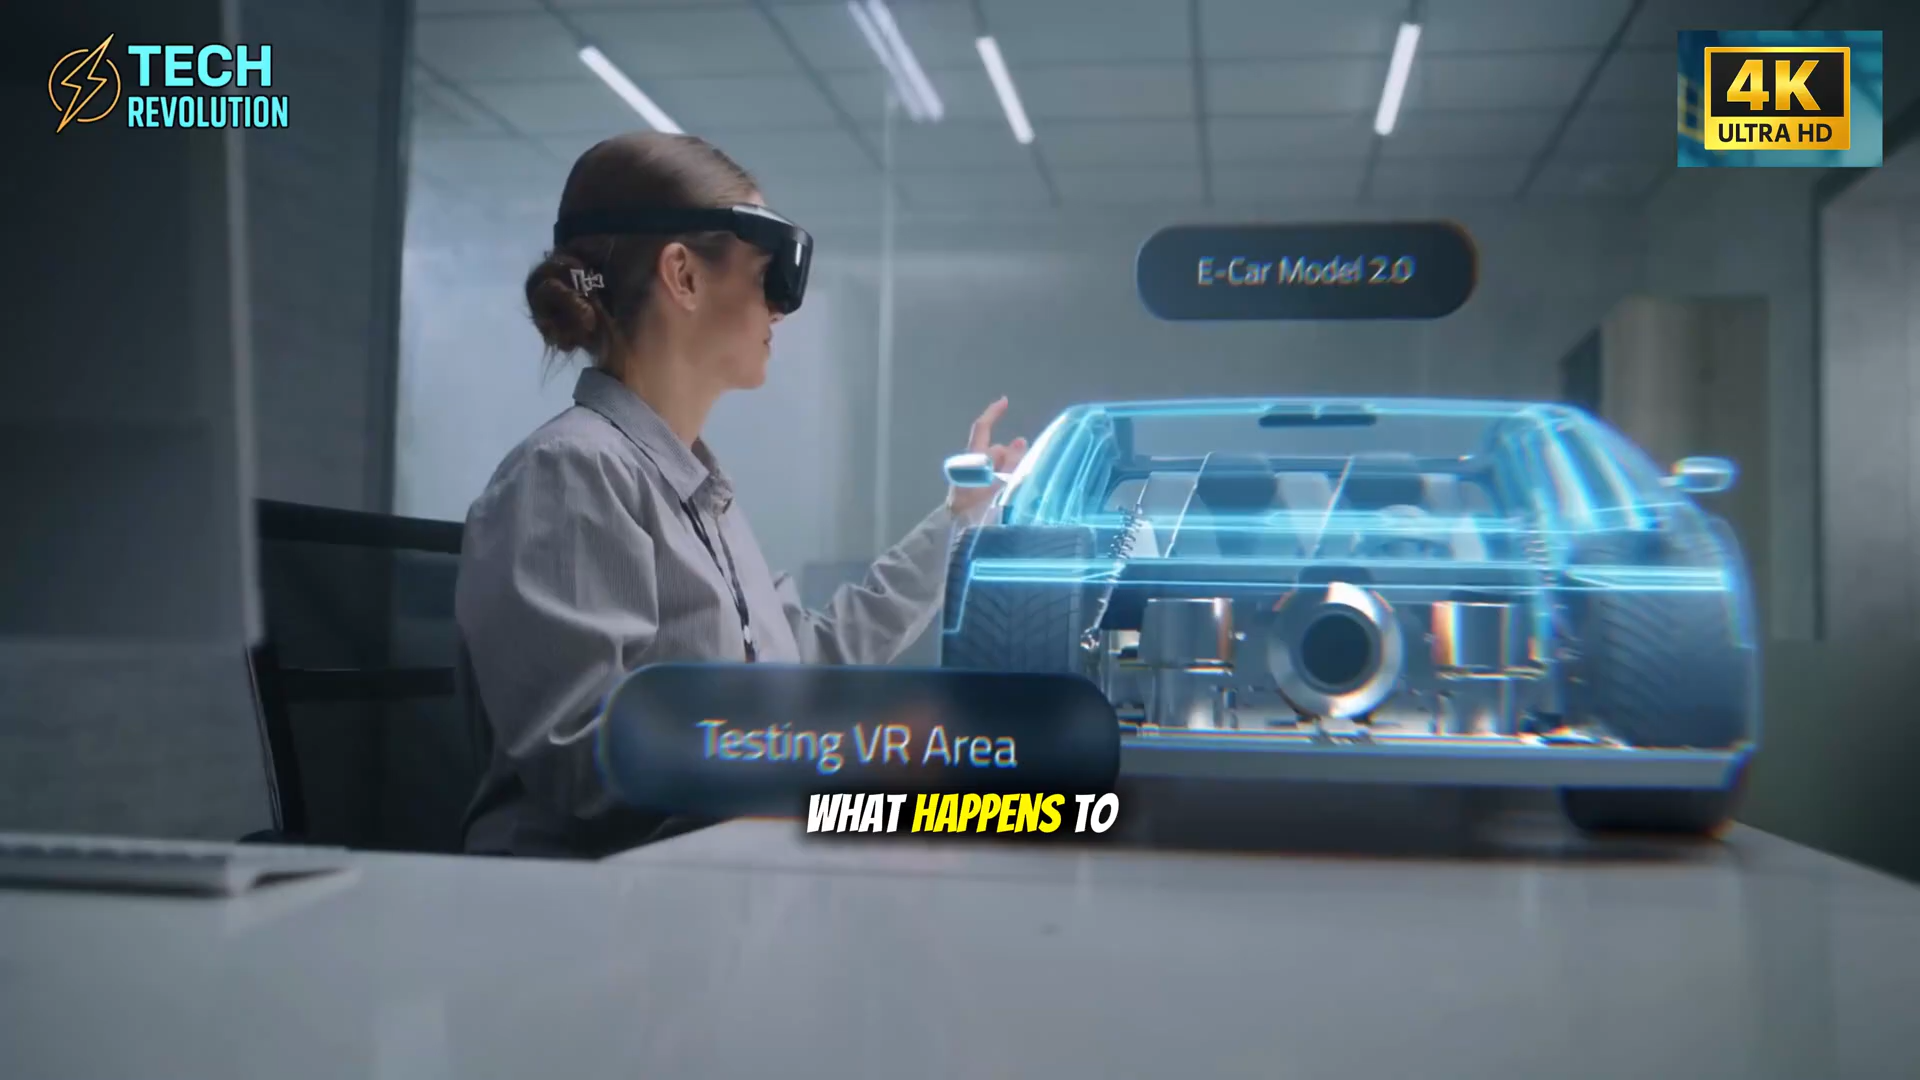 TECH
REVOLUTION
4K
ULTRA HD
E-Car Model 2.0
Testing VR Area
WHAT HAPPENS TO